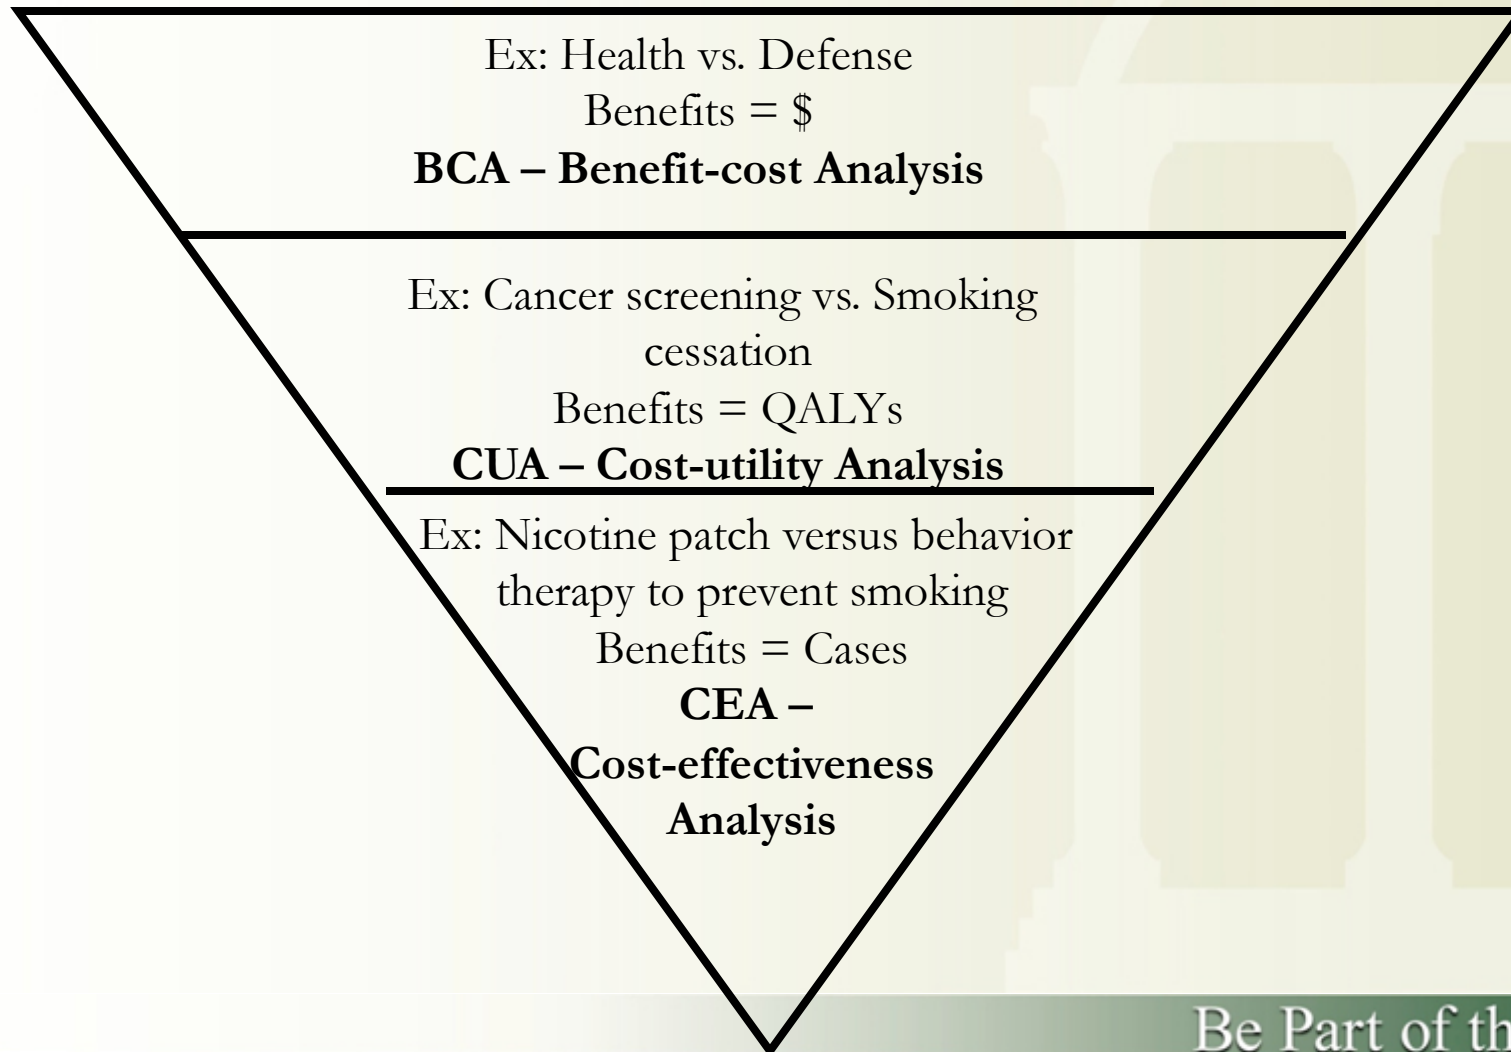 Ex: Health vs. Defense
Benefits = $
BCA – Benefit-cost Analysis
Ex: Cancer screening vs. Smoking
cessation
Benefits = QALYs
CUA – Cost-utility Analysis
Ex: Nicotine patch versus behavior
therapy to prevent smoking
Benefits = Cases
CEA –
Cost-effectiveness
Analysis
Be Part of th